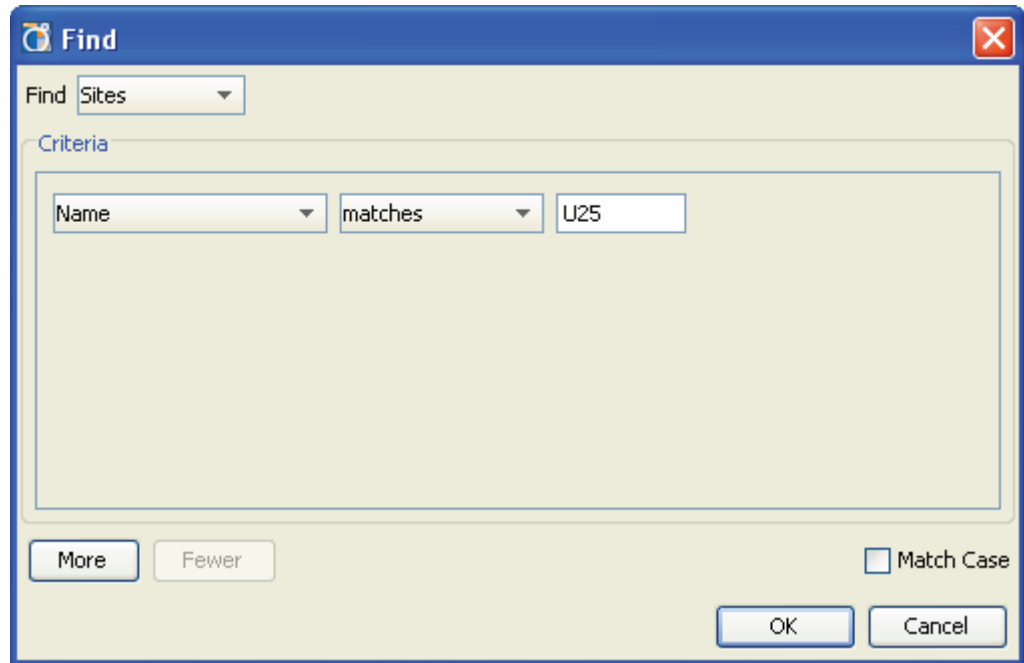 Find
Find Sites
Criteria
Name matches U25
More Fewer Match Case
OK Cancel